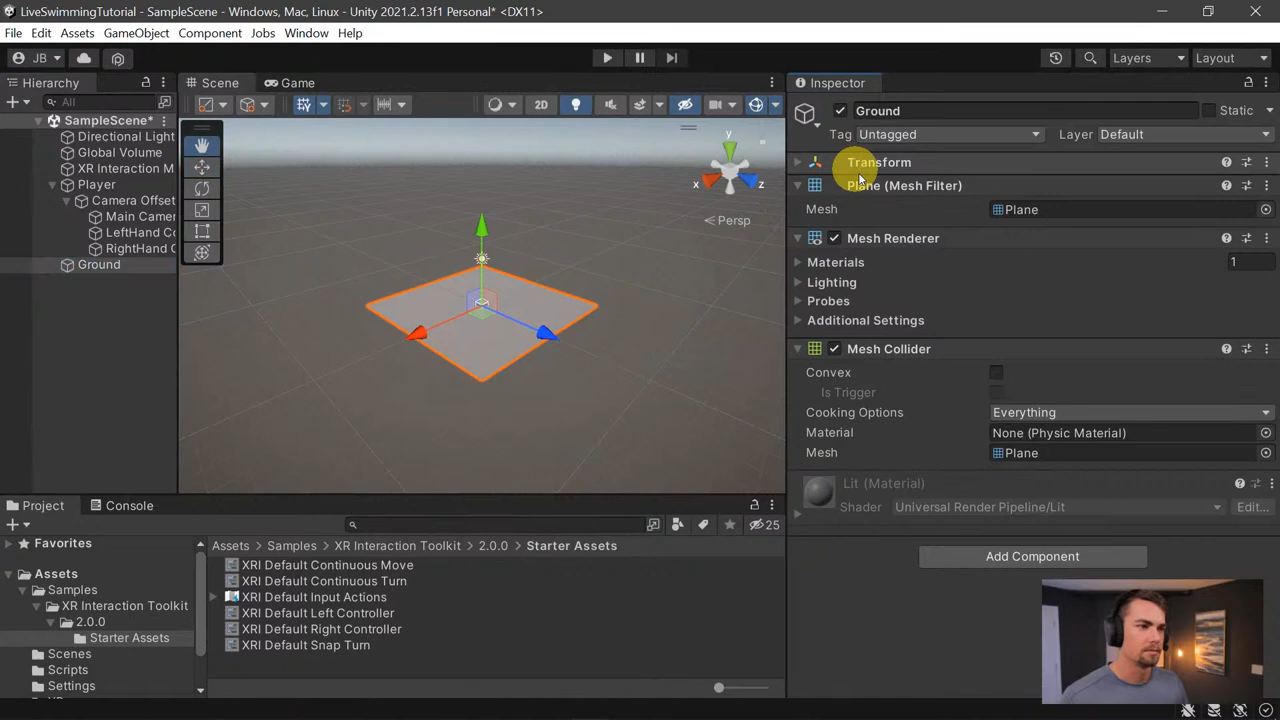 LiveSwimmingTutorial - SampleScene - Windows, Mac, Linux - Unity 2021.2.13f1 Personal* <DX11>
File Edit Assets GameObject Component Jobs Window Help
JB
Layers
Layout
Hierarchy
All
SampleScene*
Directional Light
Global Volume
XR Interaction M
Player
Camera Offset
Main Camer
LeftHand Co
RightHand C
Ground
Scene
Game
2D
y
x
z
Persp
Inspector
Ground
Static
Tag Untagged
Layer Default
Transform
Plane (Mesh Filter)
Mesh
Plane
Mesh Renderer
Materials
1
Lighting
Probes
Additional Settings
Mesh Collider
Convex
Is Trigger
Cooking Options
Everything
Material
None (Physic Material)
Mesh
Plane
Lit (Material)
Shader
Universal Render Pipeline/Lit
Edit...
Add Component
Project
Console
25
Favorites
Assets
Samples
XR Interaction Toolkit
2.0.0
Starter Assets
Scenes
Scripts
Settings
Assets > Samples > XR Interaction Toolkit > 2.0.0 > Starter Assets
XRI Default Continuous Move
XRI Default Continuous Turn
XRI Default Input Actions
XRI Default Left Controller
XRI Default Right Controller
XRI Default Snap Turn